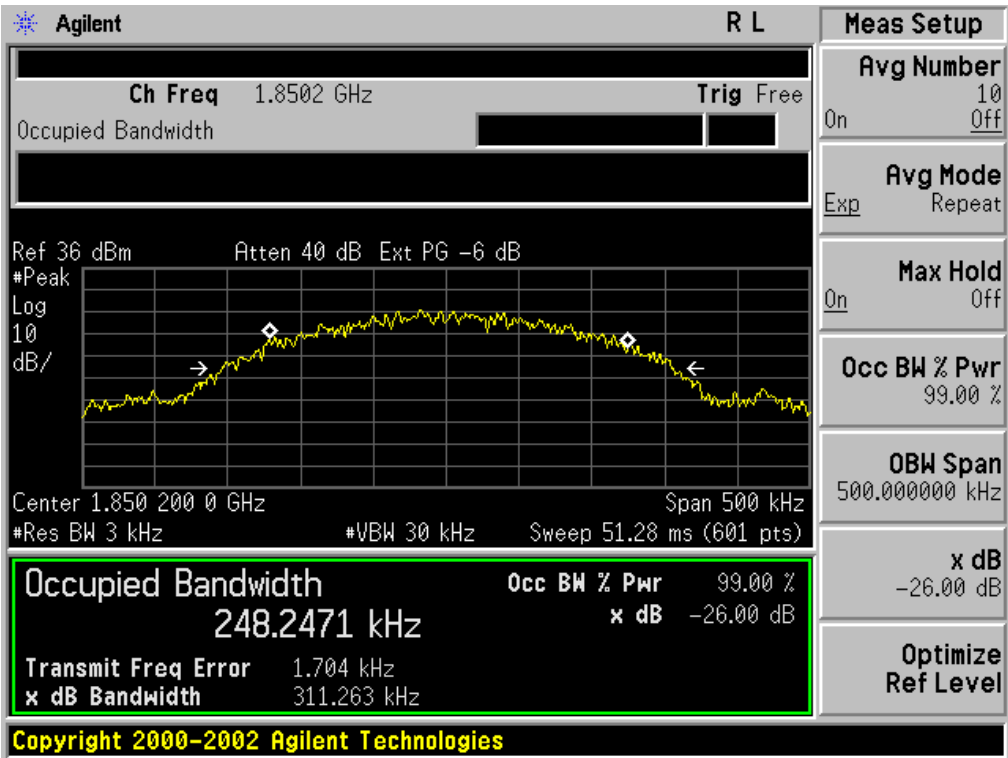 Agilent R L Meas Setup
Ch Freq 1.8502 GHz Trig Free
Occupied Bandwidth
Avg Number
10
On Off
Avg Mode
Exp Repeat
Max Hold
On Off
Occ BW % Pwr
99.00 %
OBW Span
500.000000 kHz
x dB
-26.00 dB
Optimize
Ref Level
Ref 36 dBm Atten 40 dB Ext PG -6 dB
#Peak
Log
10
dB/
Center 1.850 200 0 GHz Span 500 kHz
#Res BW 3 kHz #VBW 30 kHz Sweep 51.28 ms (601 pts)
Occupied Bandwidth Occ BW % Pwr 99.00 %
248.2471 kHz x dB -26.00 dB
Transmit Freq Error 1.704 kHz
x dB Bandwidth 311.263 kHz
Copyright 2000-2002 Agilent Technologies